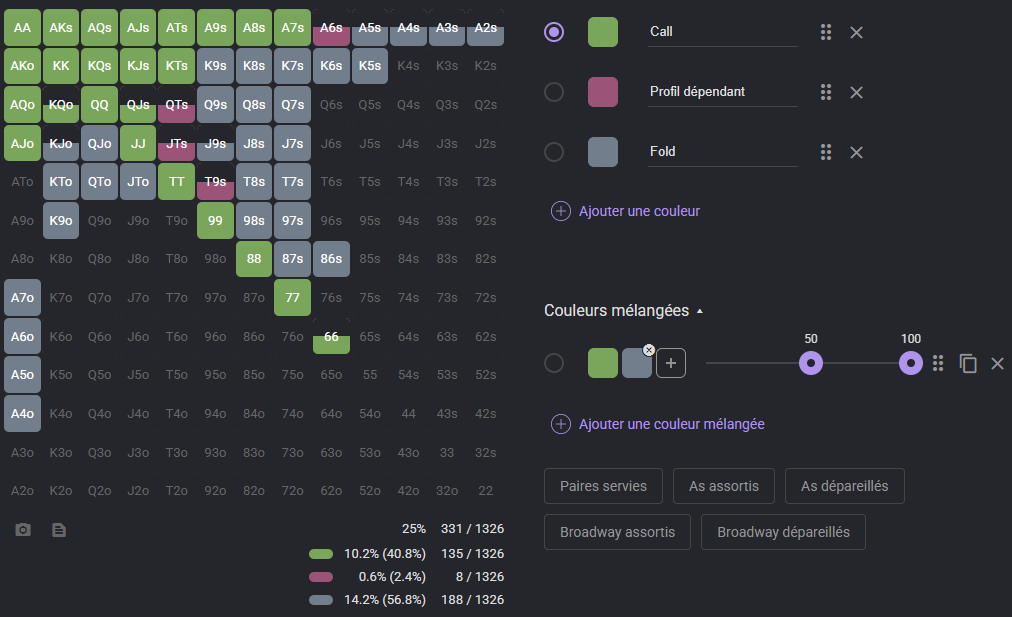 AA AKs AQs AJs ATs A9s A8s A7s A6s A5s A4s A3s A2s
AKo KK KQs KJs KTs K9s K8s K7s K6s K5s K4s K3s K2s
AQo KQo QQ QJs QTs Q9s Q8s Q7s Q6s Q5s Q4s Q3s Q2s
AJo KJo QJo JJ JTs J9s J8s J7s J6s J5s J4s J3s J2s
ATo KTo QTo JTo TT T9s T8s T7s T6s T5s T4s T3s T2s
A9o K9o Q9o J9o T9o 99 98s 97s 96s 95s 94s 93s 92s
A8o K8o Q8o J8o T8o 98o 88 87s 86s 85s 84s 83s 82s
A7o K7o Q7o J7o T7o 97o 87o 77 76s 75s 74s 73s 72s
A6o K6o Q6o J6o T6o 96o 86o 76o 66 65s 64s 63s 62s
A5o K5o Q5o J5o T5o 95o 85o 75o 65o 55 54s 53s 52s
A4o K4o Q4o J4o T4o 94o 84o 74o 64o 54o 44 43s 42s
A3o K3o Q3o J3o T3o 93o 83o 73o 63o 53o 43o 33 32s
A2o K2o Q2o J2o T2o 92o 82o 72o 62o 52o 42o 32o 22
25% 331 / 1326
10.2% (40.8%) 135 / 1326
0.6% (2.4%) 8 / 1326
14.2% (56.8%) 188 / 1326
Call
Profil dépendant
Fold
Ajouter une couleur
Couleurs mélangées
50 100
Ajouter une couleur mélangée
Paires servies As assortis As dépareillés
Broadway assortis Broadway dépareillés